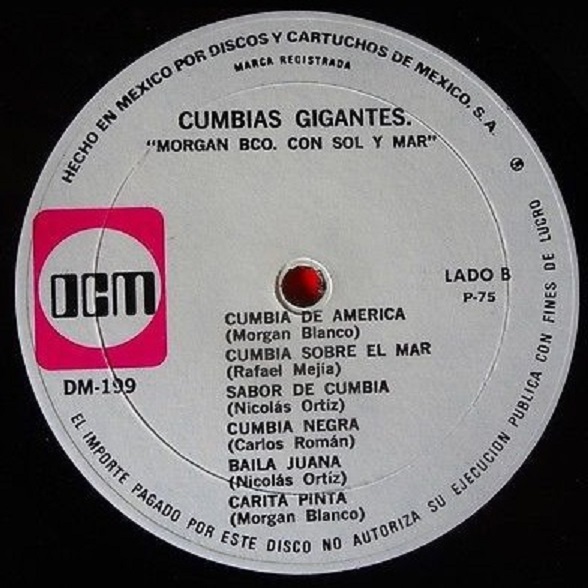 HECHO EN MEXICO POR DISCOS Y CARTUCHOS DE MEXICO, S.A.
MARCA REGISTRADA
CUMBIAS GIGANTES.
"MORGAN BCO. CON SOL Y MAR"
℗
DCM
DM-199
LADO B
P-75
CUMBIA DE AMERICA
(Morgan Blanco)
CUMBIA SOBRE EL MAR
(Rafael Mejía)
SABOR DE CUMBIA
(Nicolás Ortiz)
CUMBIA NEGRA
(Carlos Román)
BAILA JUANA
(Nicolás Ortiz)
CARITA PINTA
(Morgan Blanco)
EL IMPORTE PAGADO POR ESTE DISCO NO AUTORIZA SU EJECUCION PUBLICA CON FINES DE LUCRO